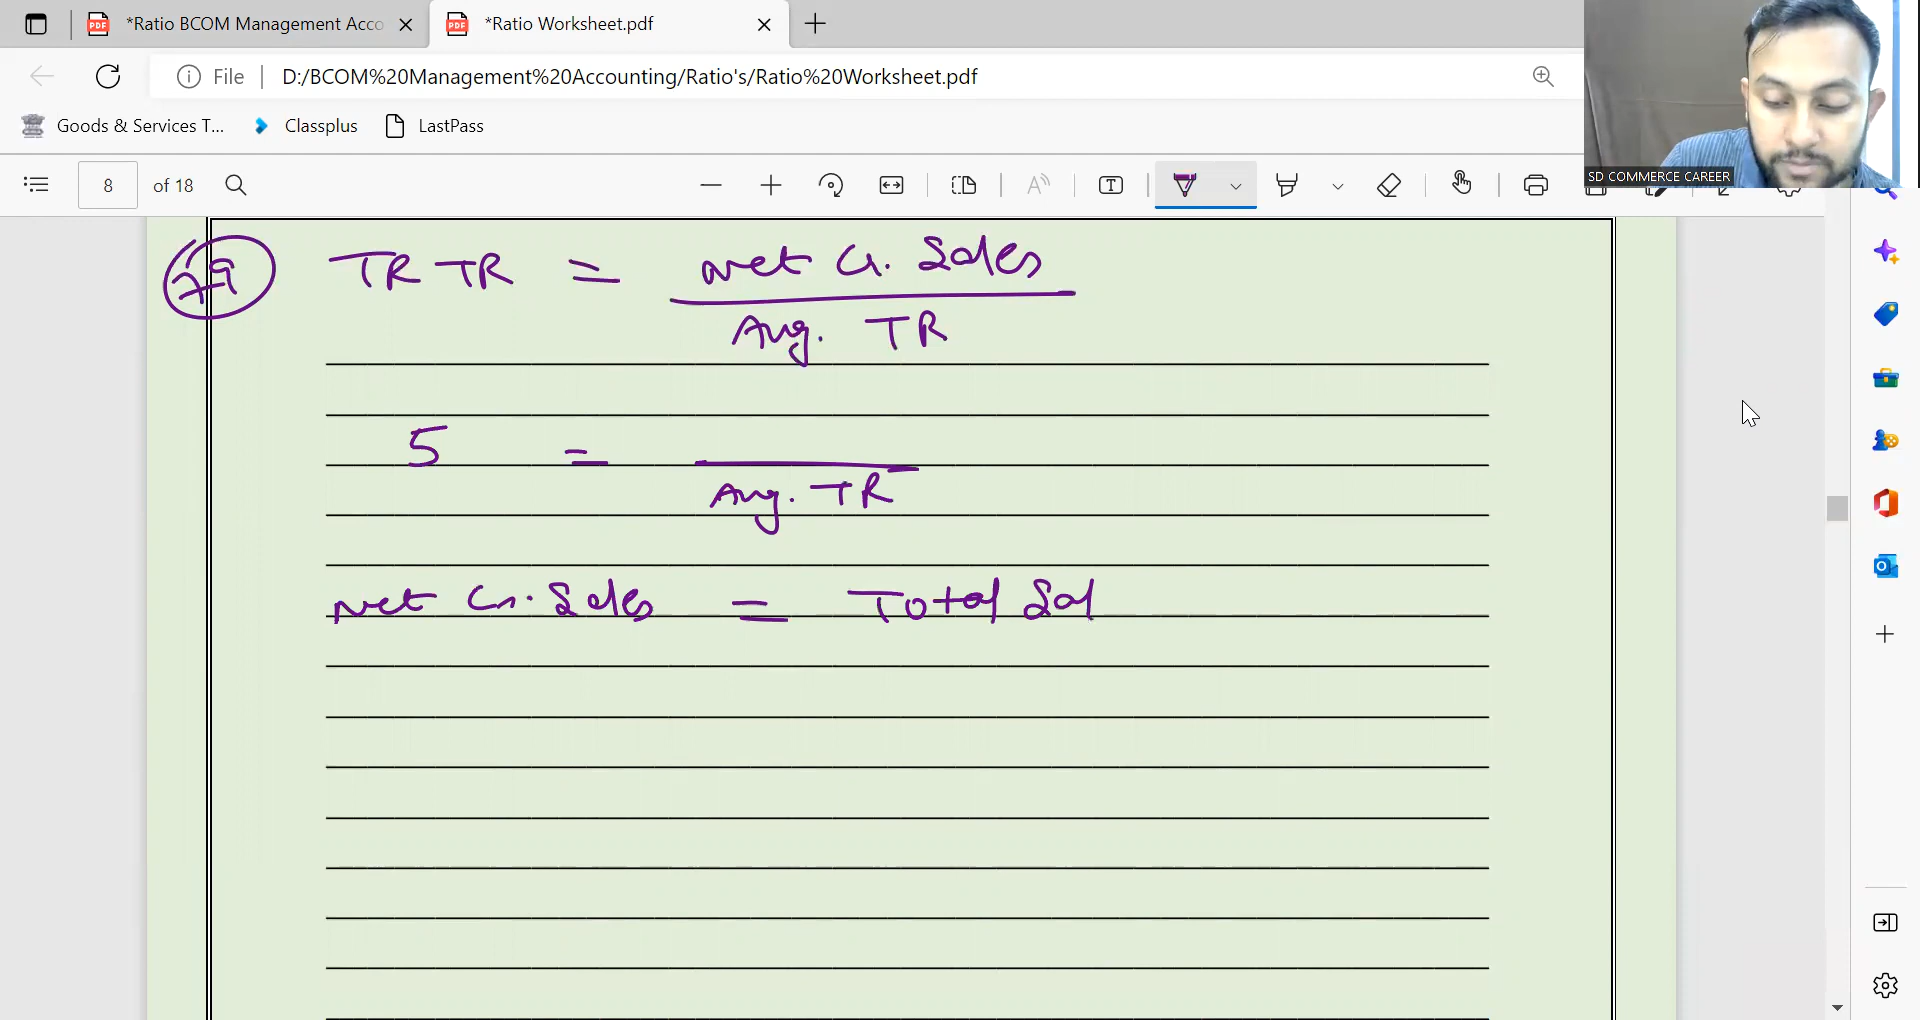 *Ratio BCOM Management Acco
*Ratio Worksheet.pdf
File
D:/BCOM%20Management%20Accounting/Ratio's/Ratio%20Worksheet.pdf
Goods & Services T...
Classplus
LastPass
8 of 18
SD COMMERCE CAREER
79
TR TR = Net Cr. Sales
Avg. TR
5 =
Avg. TR
Net Cr. Sales = Total Sal